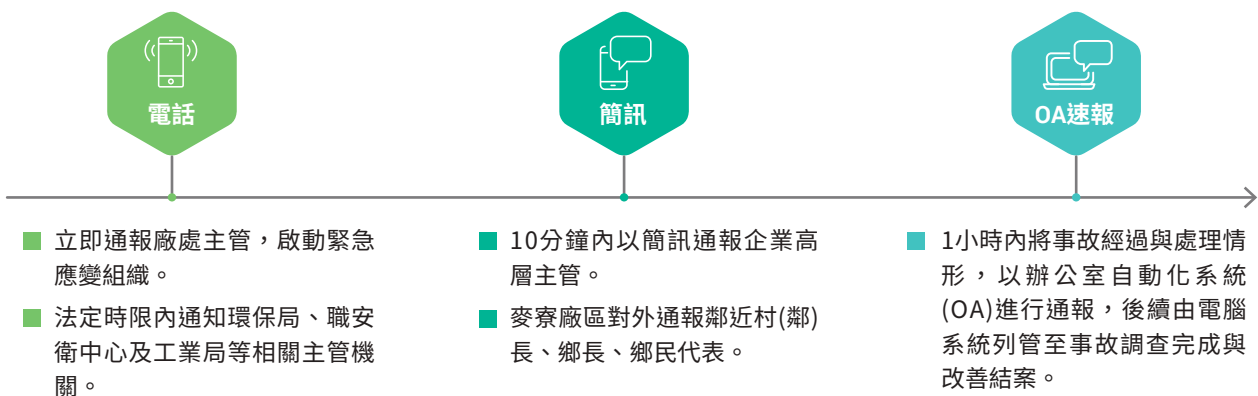 電話
立即通報廠處主管，啟動緊急
應變組織。
法定時限內通知環保局、職安
衛中心及工業局等相關主管機
關。
簡訊
10分鐘內以簡訊通報企業高
層主管。
麥寮廠區對外通報鄰近村(鄰)
長、鄉長、鄉民代表。
OA速報
1小時內將事故經過與處理情
形，以辦公室自動化系統
(OA)進行通報，後續由電腦
系統列管至事故調查完成與
改善結案。